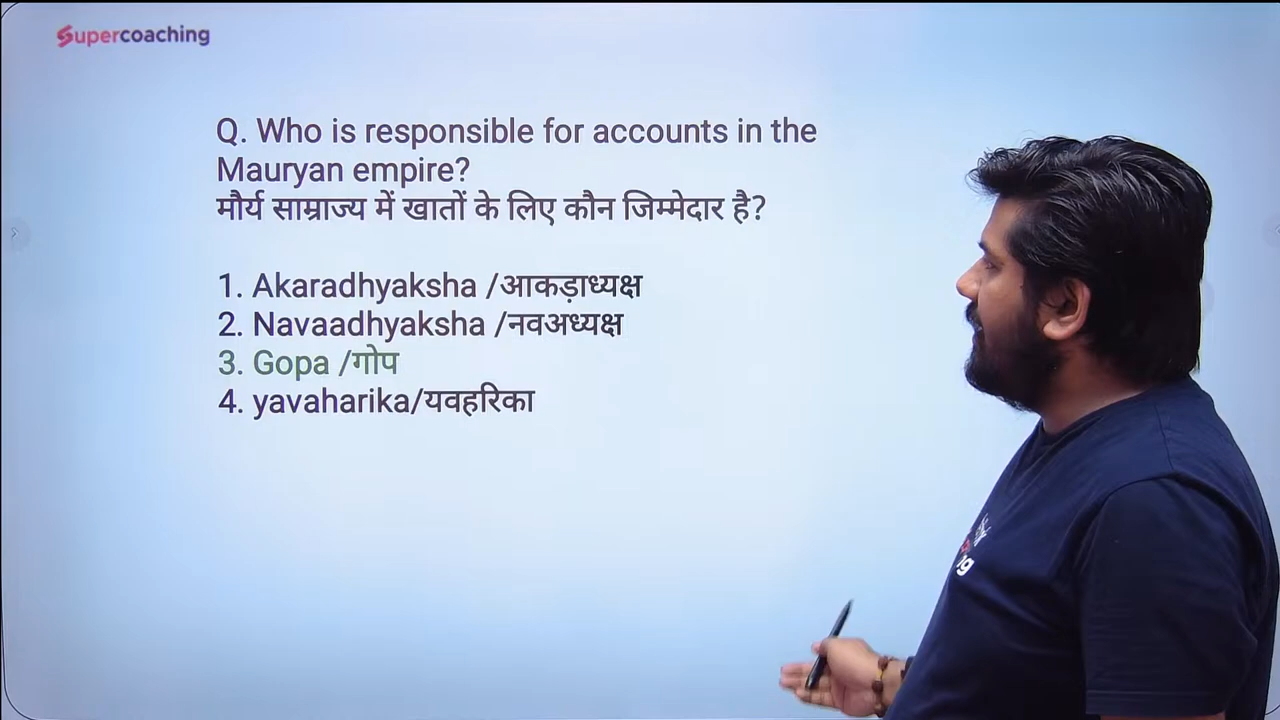 Supercoaching
Q. Who is responsible for accounts in the
Mauryan empire?
मौर्य साम्राज्य में खातों के लिए कौन जिम्मेदार है?
1. Akaradhyaksha /आकड़ाध्यक्ष
2. Navaadhyaksha /नवअध्यक्ष
3. Gopa /गोप
4. yavaharika/यवहरिका